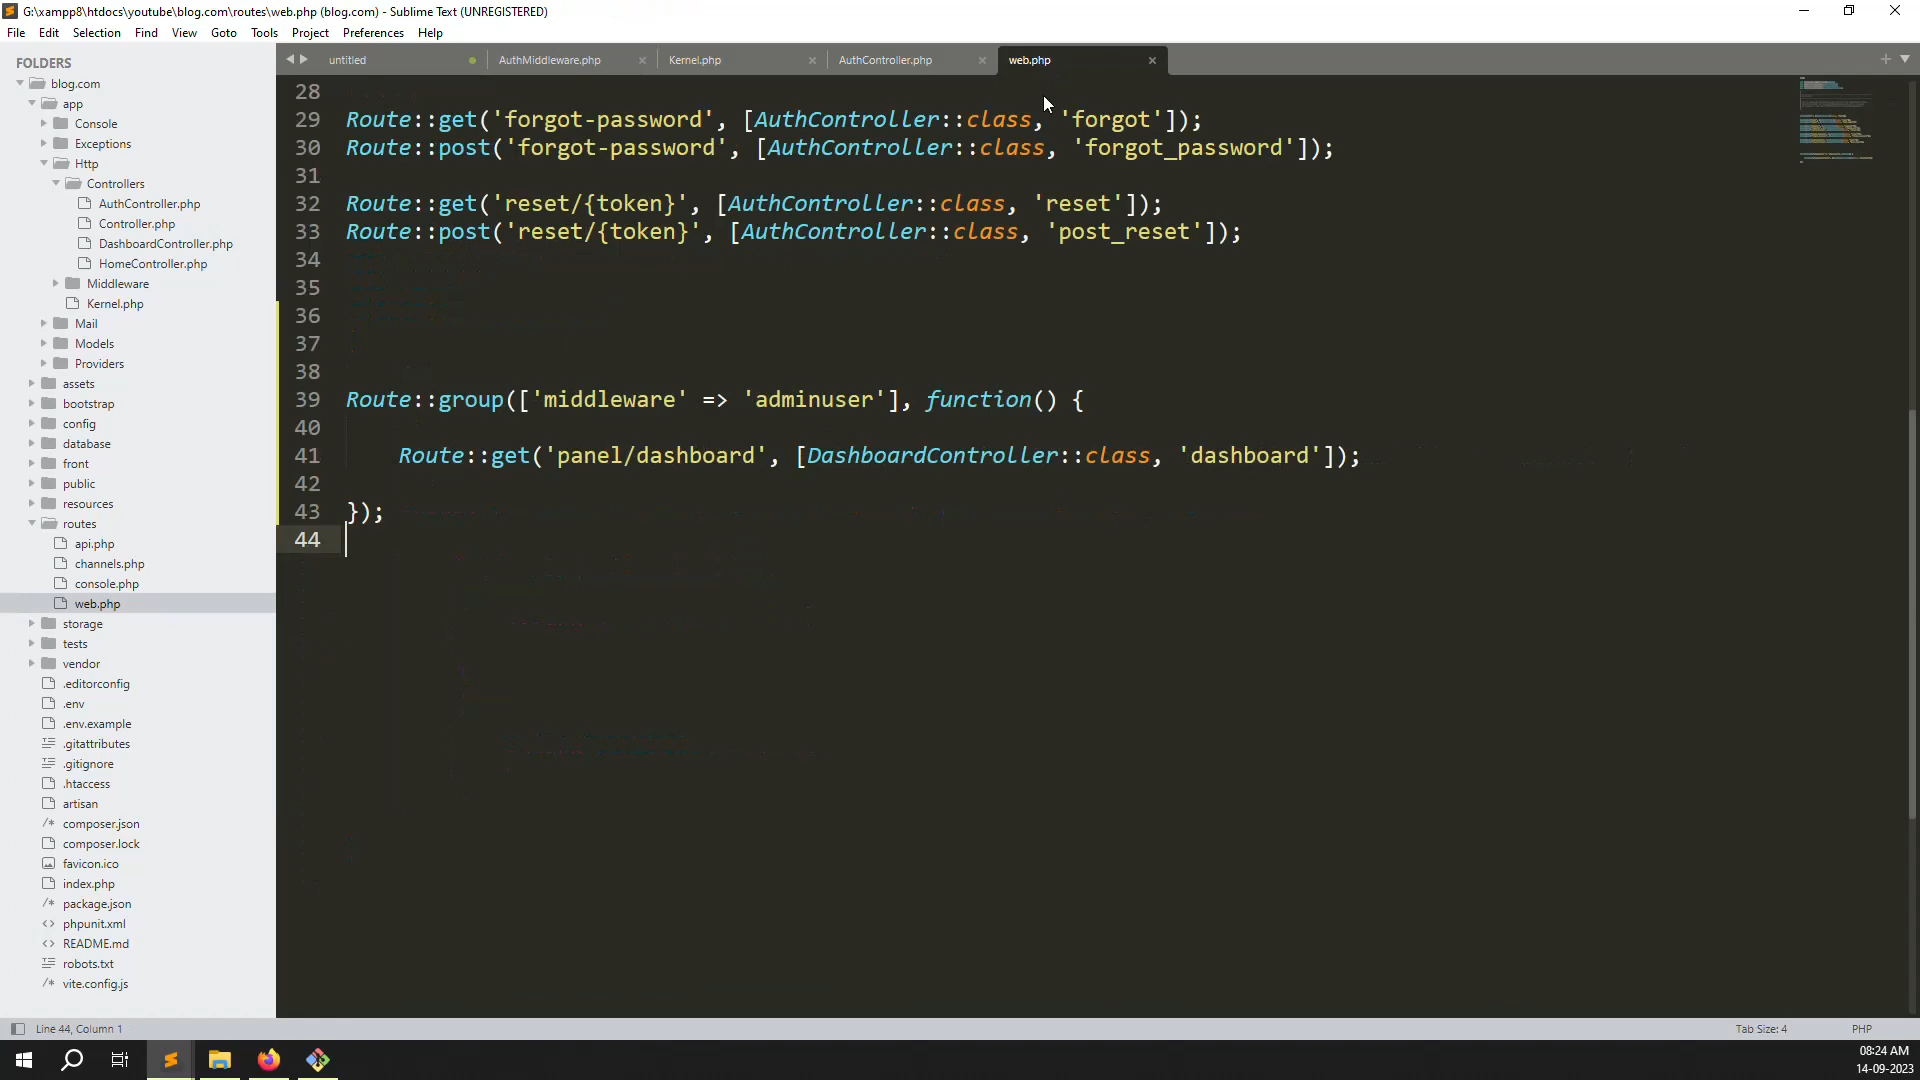 G:\xampp8\htdocs\youtube\blog.com\routes\web.php (blog.com) - Sublime Text (UNREGISTERED)
File Edit Selection Find View Goto Tools Project Preferences Help
FOLDERS
blog.com
app
Console
Exceptions
Http
Controllers
AuthController.php
Controller.php
DashboardController.php
HomeController.php
Middleware
Kernel.php
Mail
Models
Providers
assets
bootstrap
config
database
front
public
resources
routes
api.php
channels.php
console.php
web.php
storage
tests
vendor
.editorconfig
.env
.env.example
.gitattributes
.gitignore
.htaccess
artisan
composer.json
composer.lock
favicon.ico
index.php
package.json
phpunit.xml
README.md
robots.txt
vite.config.js
untitled AuthMiddleware.php Kernel.php AuthController.php web.php
28
29 Route::get('forgot-password', [AuthController::class, 'forgot']);
30 Route::post('forgot-password', [AuthController::class, 'forgot_password']);
31
32 Route::get('reset/{token}', [AuthController::class, 'reset']);
33 Route::post('reset/{token}', [AuthController::class, 'post_reset']);
34
35
36
37
38
39 Route::group(['middleware' => 'adminuser'], function() {
40
41 Route::get('panel/dashboard', [DashboardController::class, 'dashboard']);
42
43 });
44
Line 44, Column 1 Tab Size: 4 PHP
08:24 AM
14-09-2023